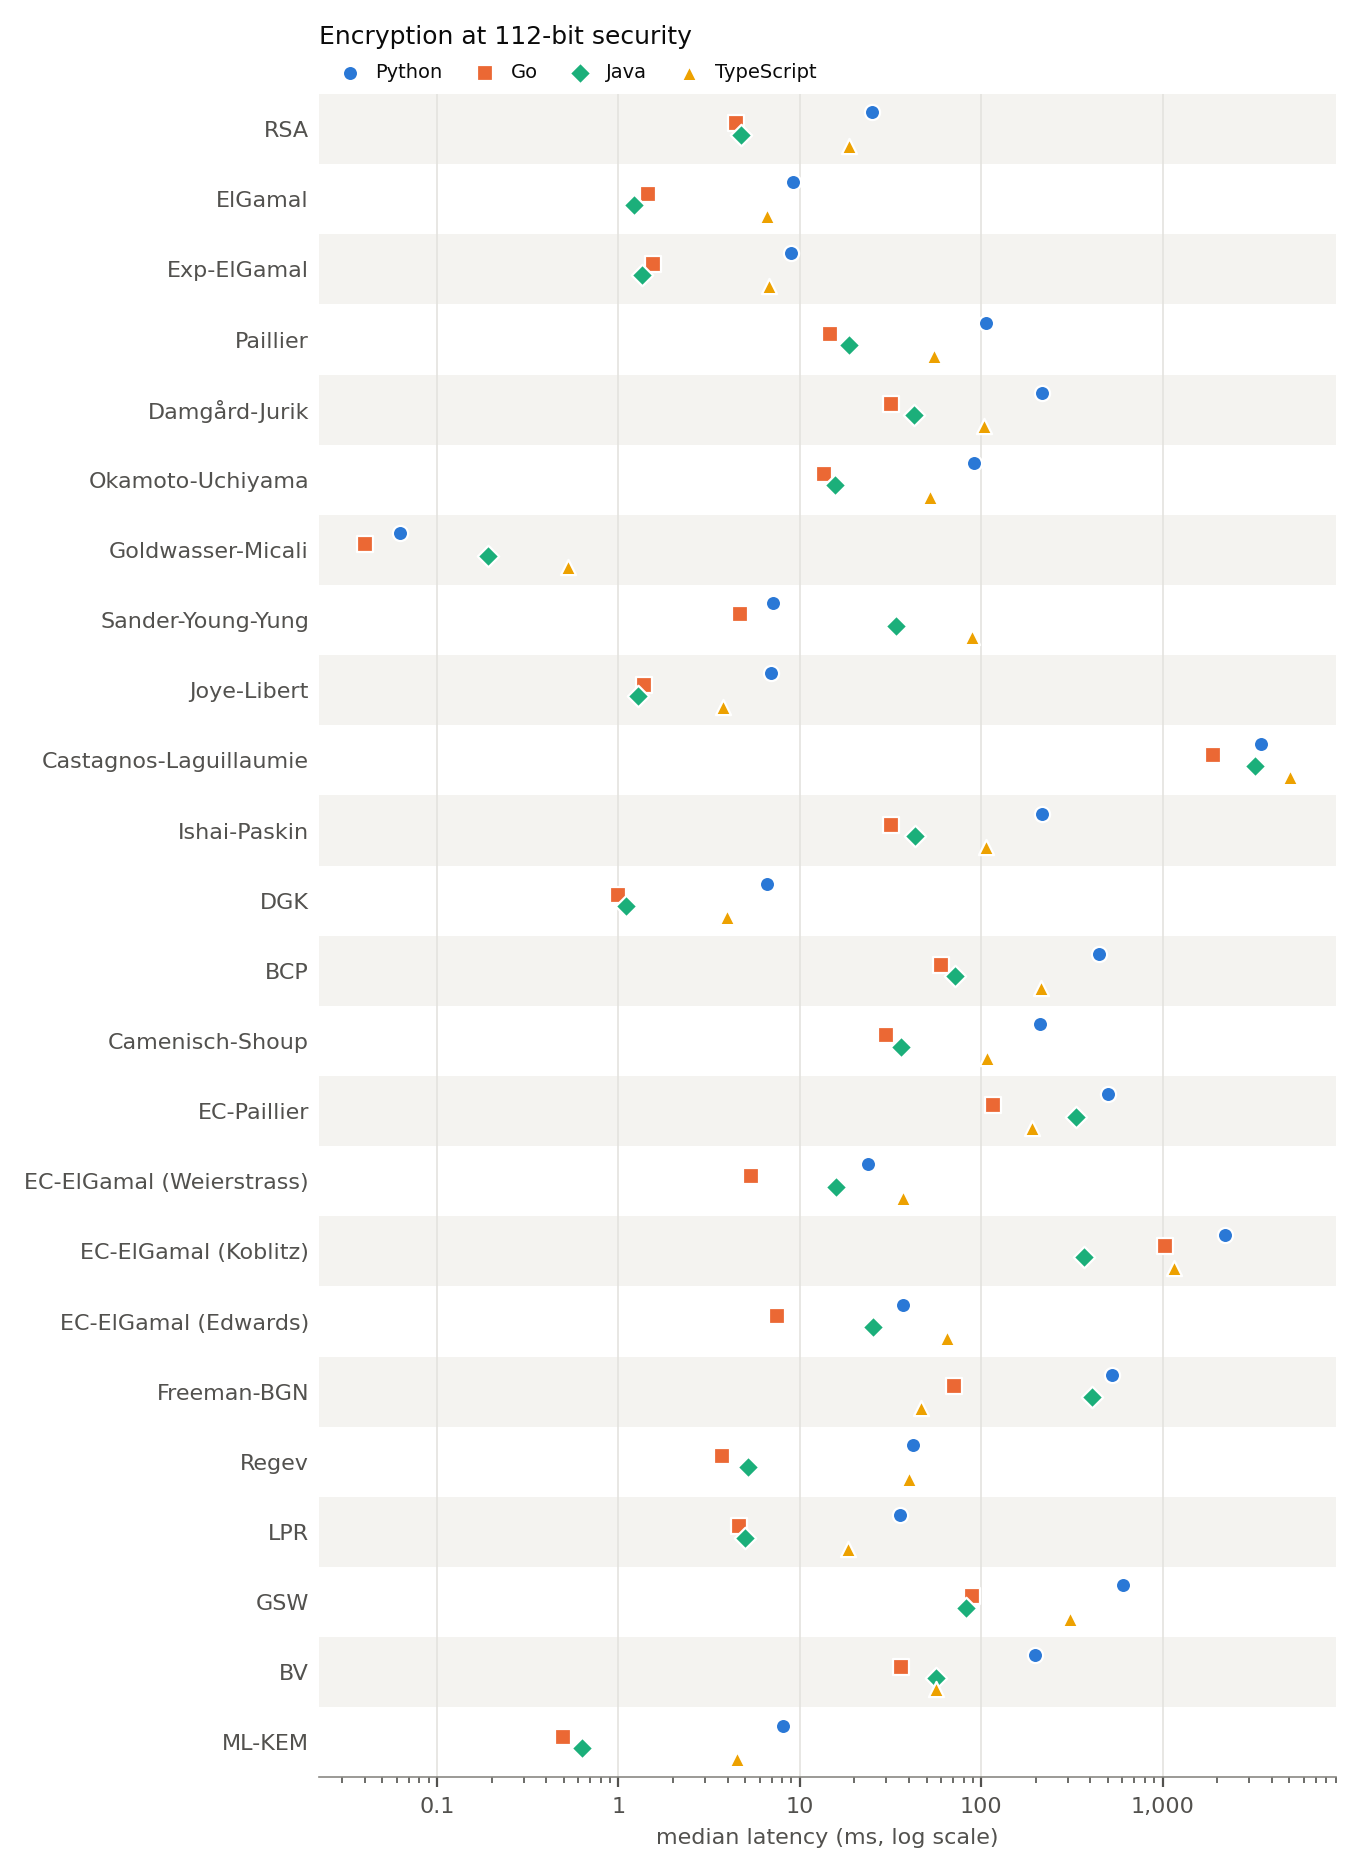 Encryption at 112-bit security
Python Go Java TypeScript
RSA
ElGamal
Exp-ElGamal
Paillier
Damgård-Jurik
Okamoto-Uchiyama
Goldwasser-Micali
Sander-Young-Yung
Joye-Libert
Castagnos-Laguillaumie
Ishai-Paskin
DGK
BCP
Camenisch-Shoup
EC-Paillier
EC-ElGamal (Weierstrass)
EC-ElGamal (Koblitz)
EC-ElGamal (Edwards)
Freeman-BGN
Regev
LPR
GSW
BV
ML-KEM
0.1 1 10 100 1,000
median latency (ms, log scale)